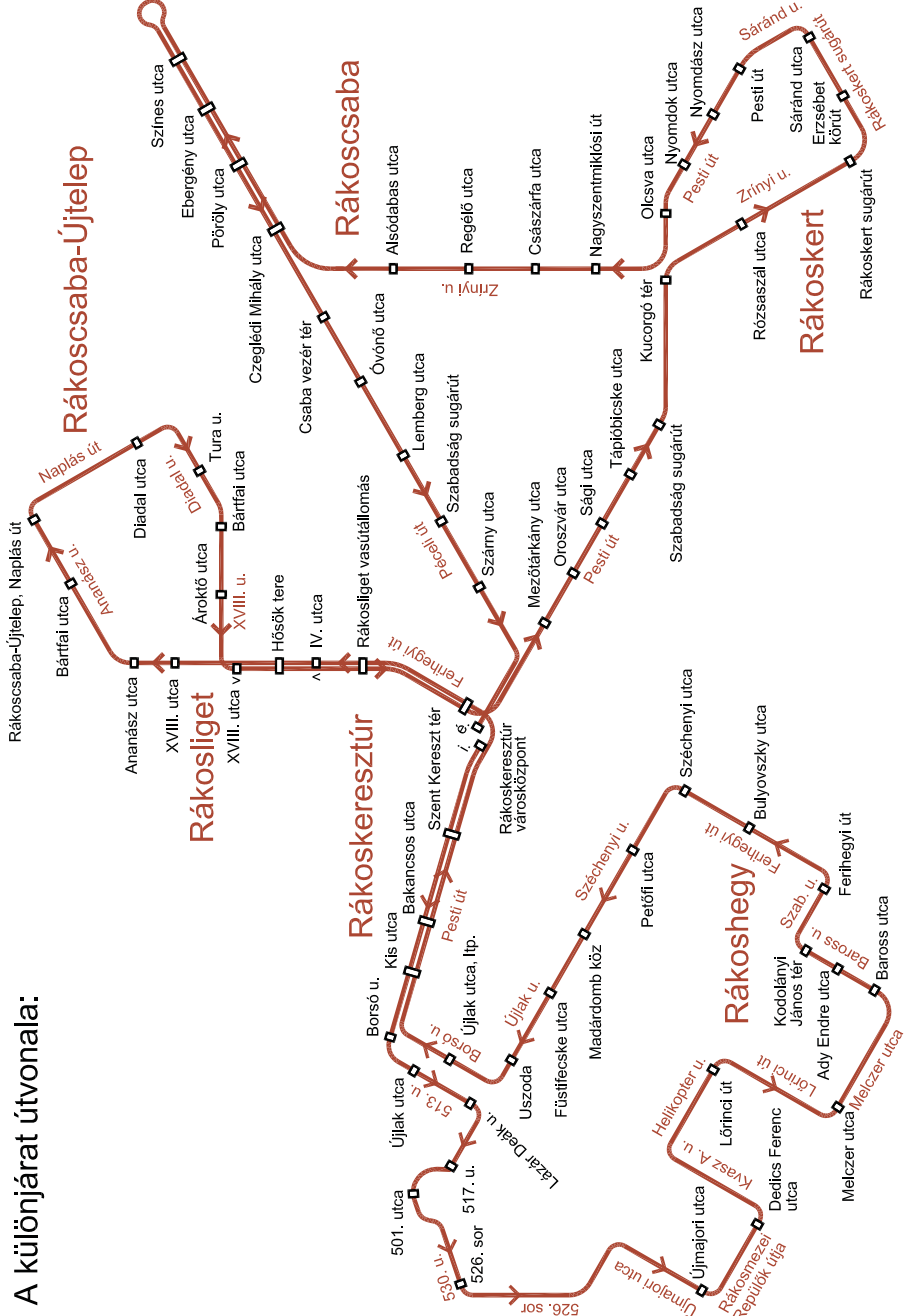 A különjárat útvonala:
Rákoscsaba-Újtelep
Rákoscsaba
Rákoskert
Rákosliget
Rákoskeresztúr
Rákoshegy
Színes utca
Ebergény utca
Pöröly utca
Czeglédi Mihály utca
Csaba vezér tér
Óvónő utca
Lemberg utca
Szabadság sugárút
Szárny utca
Péceli út
Alsódabas utca
Regélő utca
Császárfa utca
Nagyszentmiklósi út
Zrínyi u.
Olcsva utca
Nyomdok utca
Nyomdász utca
Pesti út
Pesti út
Sáránd u.
Sáránd utca
Erzsébet
körút
Rákoskert sugárút
Rákoskert sugárút
Zrínyi u.
Rózsaszál utca
Kucorgó tér
Szabadság sugárút
Tápióbicske utca
Sági utca
Oroszvár utca
Mezőtárkány utca
Pesti út
Rákoscsaba-Újtelep, Naplás út
Naplás út
Diadal utca
Diadal u.
Tura u.
Bártfai utca
Ároktő utca
XVIII. u.
Bártfai utca
Ananász u.
Ananász utca
XVIII. utca
XVIII. utca v
Hősök tere
IV. utca
v
Rákosliget vasútállomás
Ferihegyi út
é.
i.
Rákoskeresztúr
városközpont
Szent Kereszt tér
Bakancsos utca
Pesti út
Kis utca
Borsó u.
Újlak utca, ltp.
Borsó u.
Újlak utca
513. u.
Lázár Deák u.
517. u.
501. utca
530. u.
526. sor
526. sor
Újmajori utca
Újmajori utca
Rákosmezei
Repülők útja
Dedics Ferenc
utca
Kvasz A. u.
Helikopter u.
Lőrinci út
Lőrinci út
Melczer utca
Melczer utca
Baross utca
Ady Endre utca
Baross u.
Kodolányi
János tér
Szab. u.
Ferihegyi út
Ferihegyi út
Bulyovszky utca
Széchenyi utca
Széchenyi u.
Petőfi utca
Madárdomb köz
Füstifecske utca
Újlak u.
Uszoda